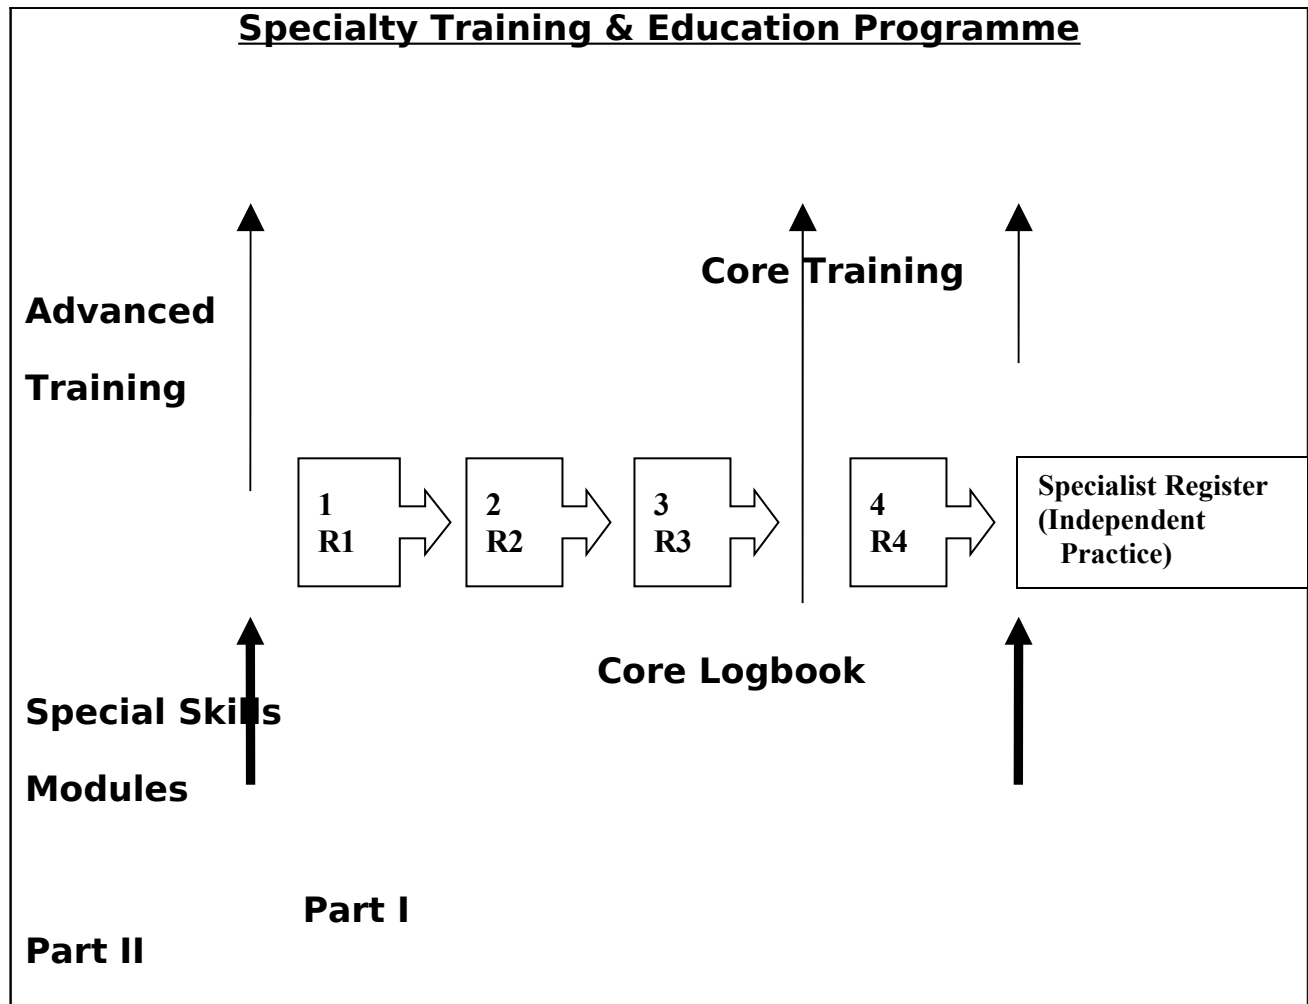 Specialty Training & Education Programme
Core Training
Advanced
Training
1
R1
2
R2
3
R3
4
R4
Specialist Register
(Independent
Practice)
Core Logbook
Special Skills
Modules
Part I
Part II